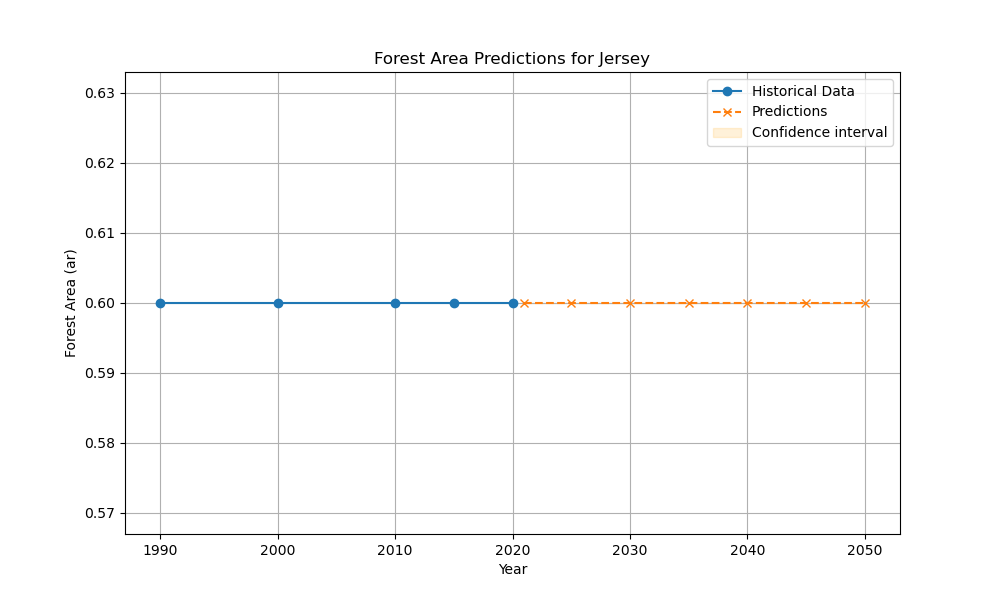 Forest Area Predictions for Jersey
Historical Data
Predictions
Confidence interval
Forest Area (ar)
0.63
0.62
0.61
0.60
0.59
0.58
0.57
1990
2000
2010
2020
2030
2040
2050
Year